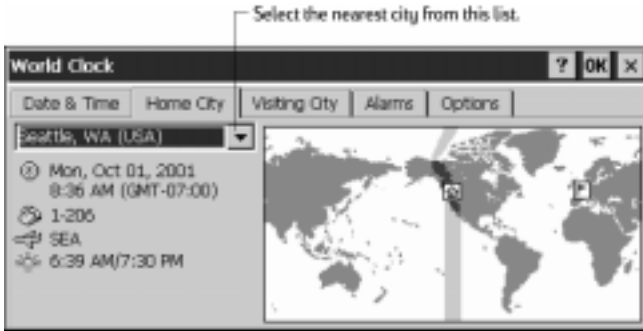 Select the nearest city from this list.
World Clock ? OK ×
Date & Time Home City Visiting City Alarms Options
Seattle, WA (USA)
Mon, Oct 01, 2001
8:36 AM (GMT-07:00)
1-206
SEA
6:39 AM/7:30 PM